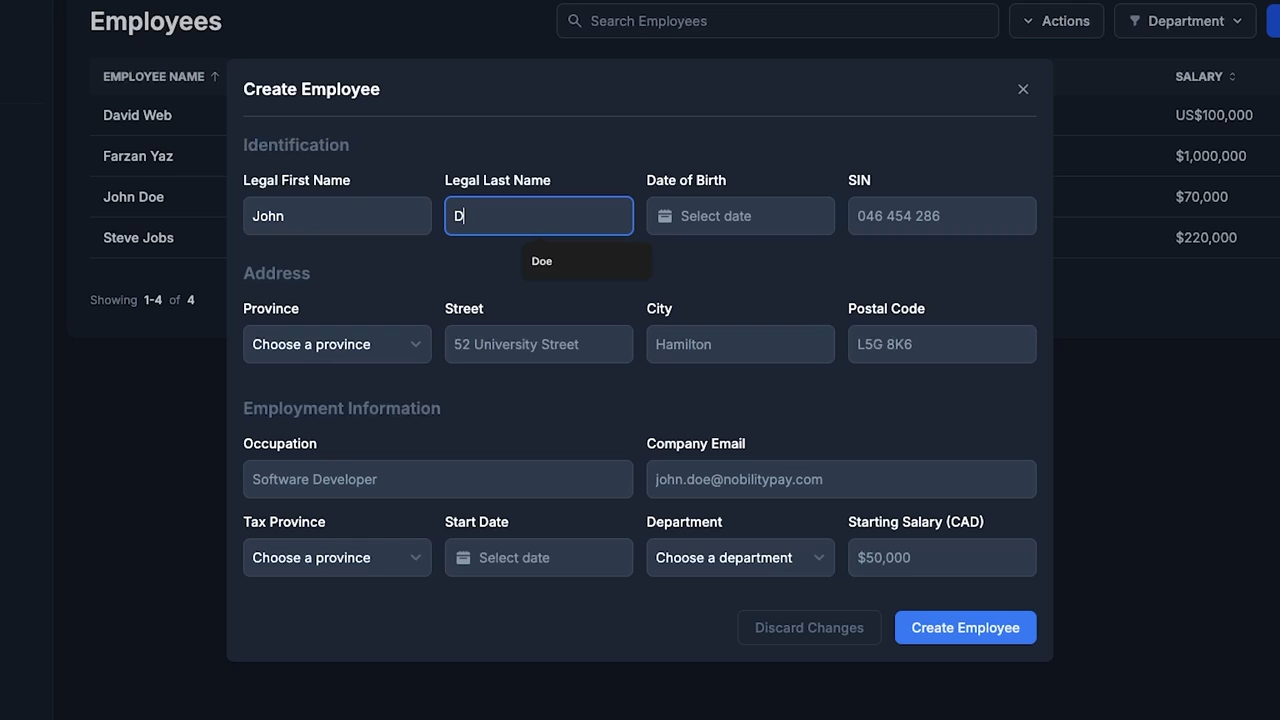 Employees
Search Employees
Actions
Department
EMPLOYEE NAME
SALARY
David Web
US$100,000
Farzan Yaz
$1,000,000
John Doe
$70,000
Steve Jobs
$220,000
Showing 1-4 of 4
Create Employee
Identification
Legal First Name Legal Last Name Date of Birth SIN
John D Select date 046 454 286
Doe
Address
Province Street City Postal Code
Choose a province 52 University Street Hamilton L5G 8K6
Employment Information
Occupation Company Email
Software Developer john.doe@nobilitypay.com
Tax Province Start Date Department Starting Salary (CAD)
Choose a province Select date Choose a department $50,000
Discard Changes Create Employee